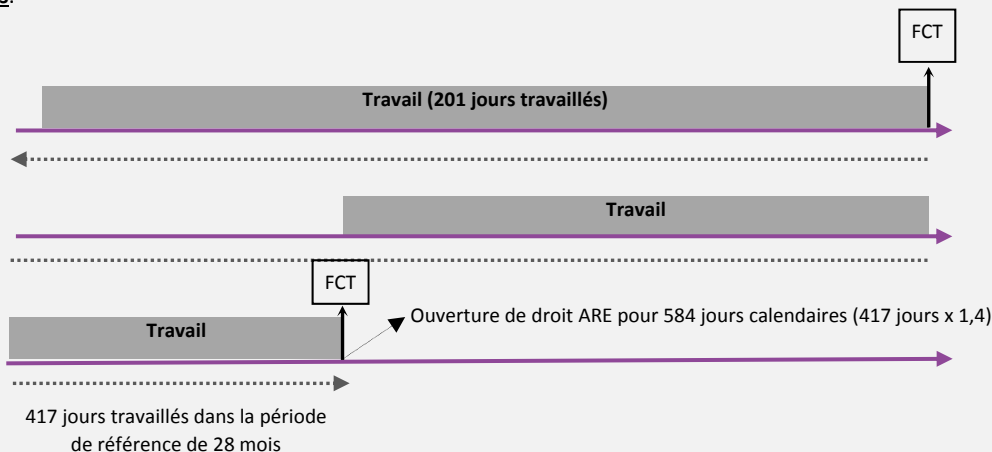 FCT
Travail (201 jours travaillés)
Travail
FCT
Travail
Ouverture de droit ARE pour 584 jours calendaires (417 jours x 1,4)
417 jours travaillés dans la période
de référence de 28 mois